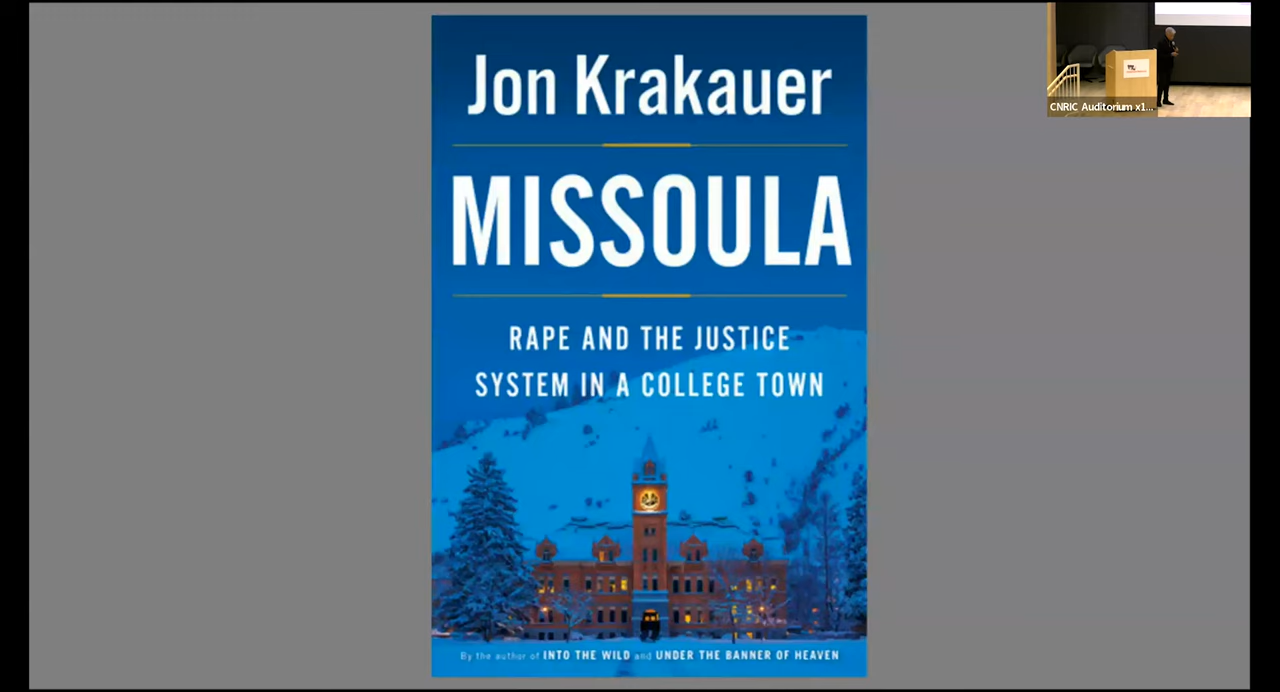 Jon Krakauer
MISSOULA
RAPE AND THE JUSTICE
SYSTEM IN A COLLEGE TOWN
By the author of INTO THE WILD and UNDER THE BANNER OF HEAVEN
CNRIC Auditorium x1...